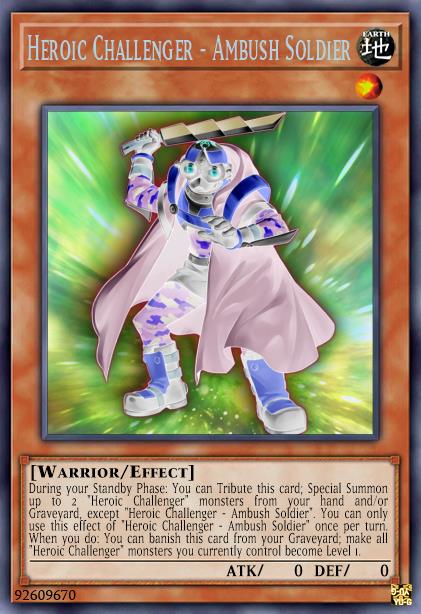 Heroic Challenger - Ambush Soldier
EARTH
地
[Warrior/Effect]
During your Standby Phase: You can Tribute this card; Special Summon
up to 2 "Heroic Challenger" monsters from your hand and/or
Graveyard, except "Heroic Challenger - Ambush Soldier". You can only
use this effect of "Heroic Challenger - Ambush Soldier" once per turn.
When you do: You can banish this card from your Graveyard; make all
"Heroic Challenger" monsters you currently control become Level 1.
ATK/ 0 DEF/ 0
92609670